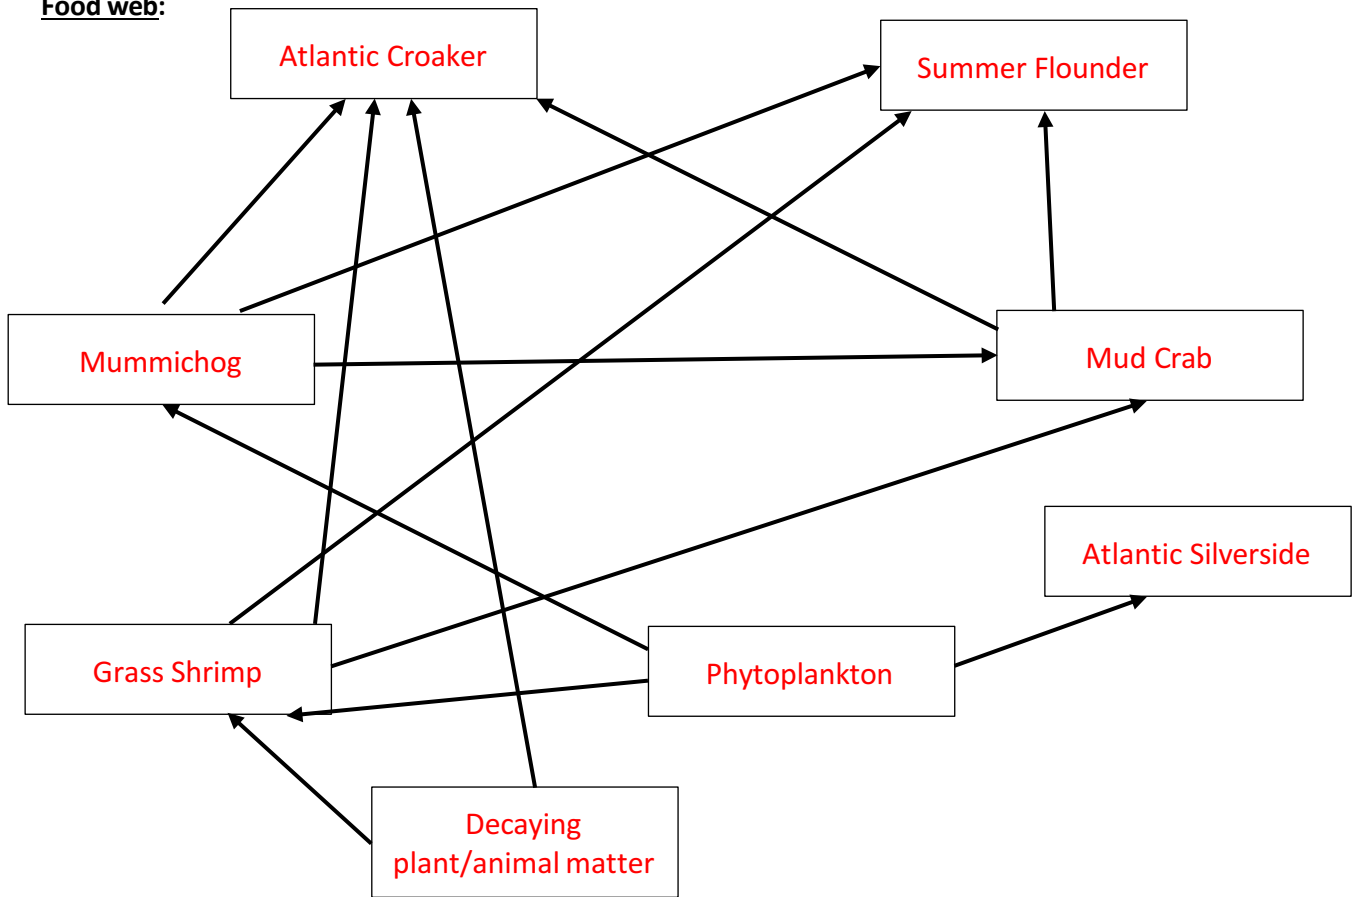 Food web:
Atlantic Croaker
Summer Flounder
Mummichog
Mud Crab
Atlantic Silverside
Grass Shrimp
Phytoplankton
Decaying
plant/animal matter